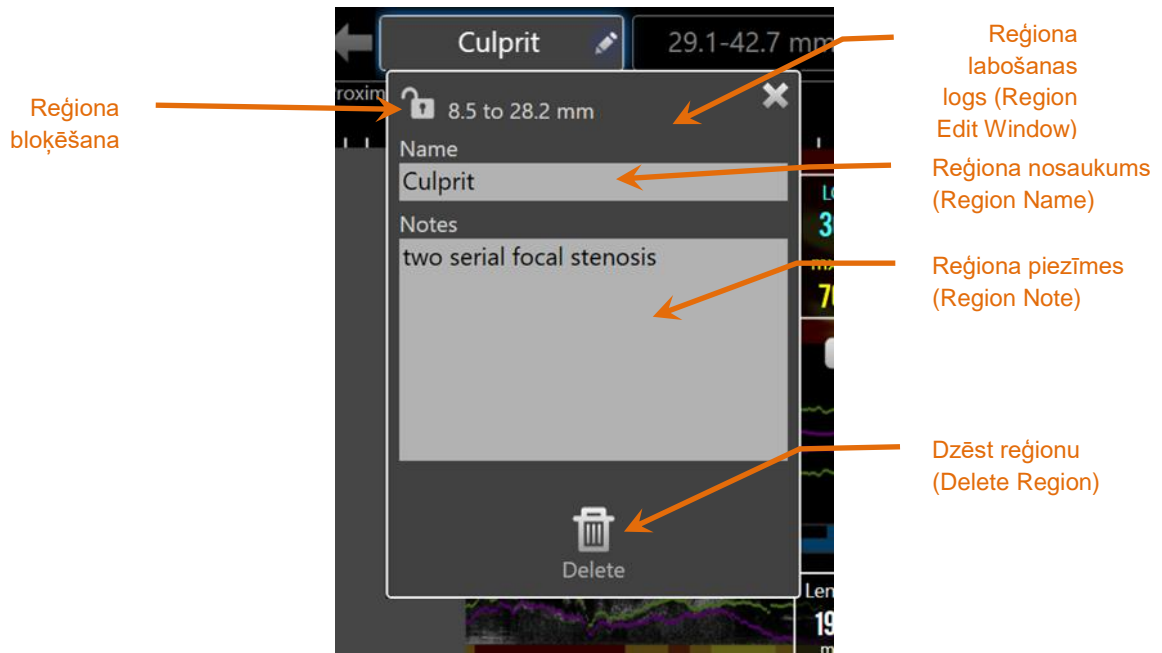 Culprit
29.1-42.7 mm
8.5 to 28.2 mm
Name
Culprit
Notes
two serial focal stenosis
Delete
Reģiona
bloķēšana
Reģiona
labošanas
logs (Region
Edit Window)
Reģiona nosaukums
(Region Name)
Reģiona piezīmes
(Region Note)
Dzēst reģionu
(Delete Region)
19